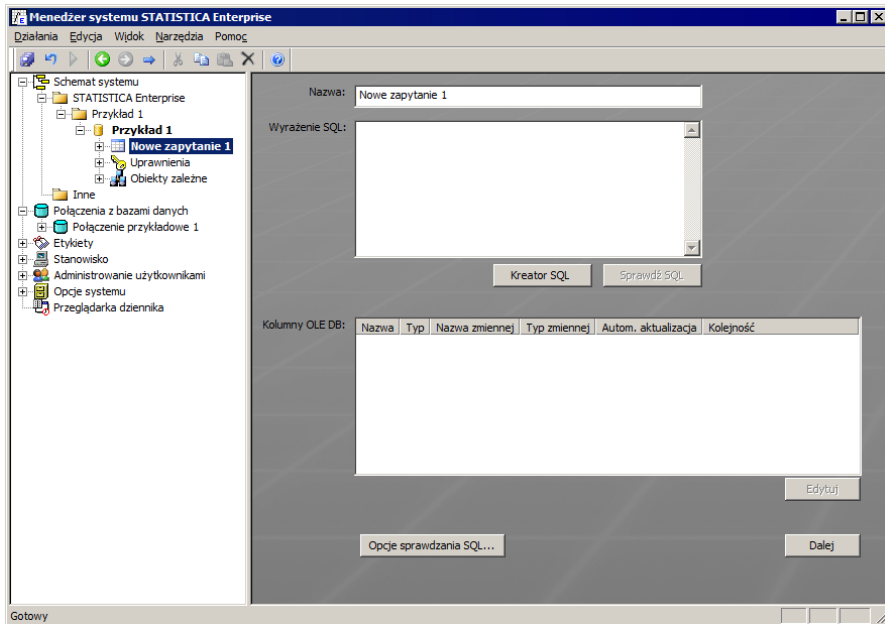 Menedżer systemu STATISTICA Enterprise
Działania Edycja Widok Narzędzia Pomoc
Schemat systemu
STATISTICA Enterprise
Przykład 1
Przykład 1
Nowe zapytanie 1
Uprawnienia
Obiekty zależne
Inne
Połączenia z bazami danych
Połączenie przykładowe 1
Etykiety
Stanowisko
Administrowanie użytkownikami
Opcje systemu
Przeglądarka dziennika
Nazwa: Nowe zapytanie 1
Wyrażenie SQL:
Kreator SQL Sprawdź SQL
Kolumny OLE DB: Nazwa Typ Nazwa zmiennej Typ zmiennej Autom. aktualizacja Kolejność
Edytuj
Opcje sprawdzania SQL... Dalej
Gotowy